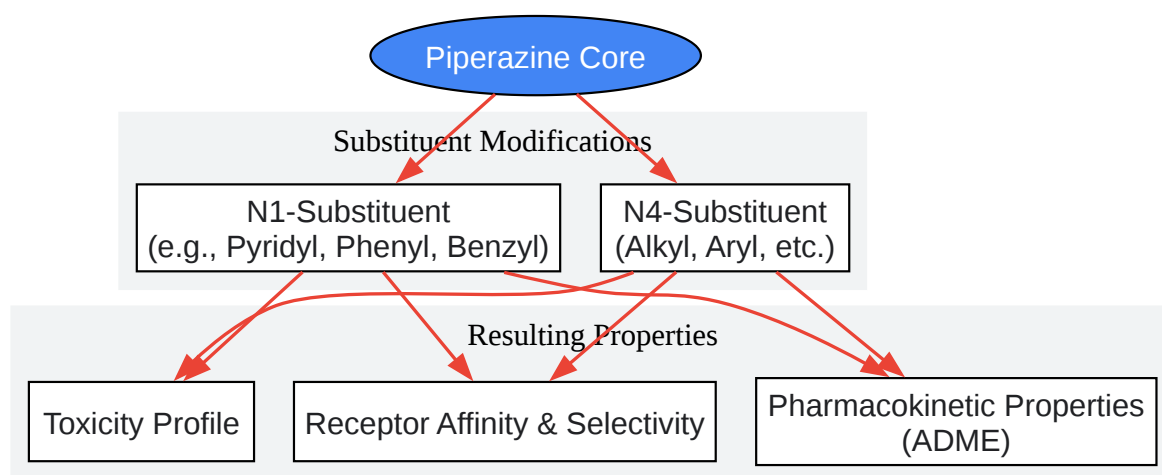 Piperazine Core
Substituent Modifications
N1-Substituent
(e.g., Pyridyl, Phenyl, Benzyl)
N4-Substituent
(Alkyl, Aryl, etc.)
Resulting Properties
Toxicity Profile
Receptor Affinity & Selectivity
Pharmacokinetic Properties
(ADME)